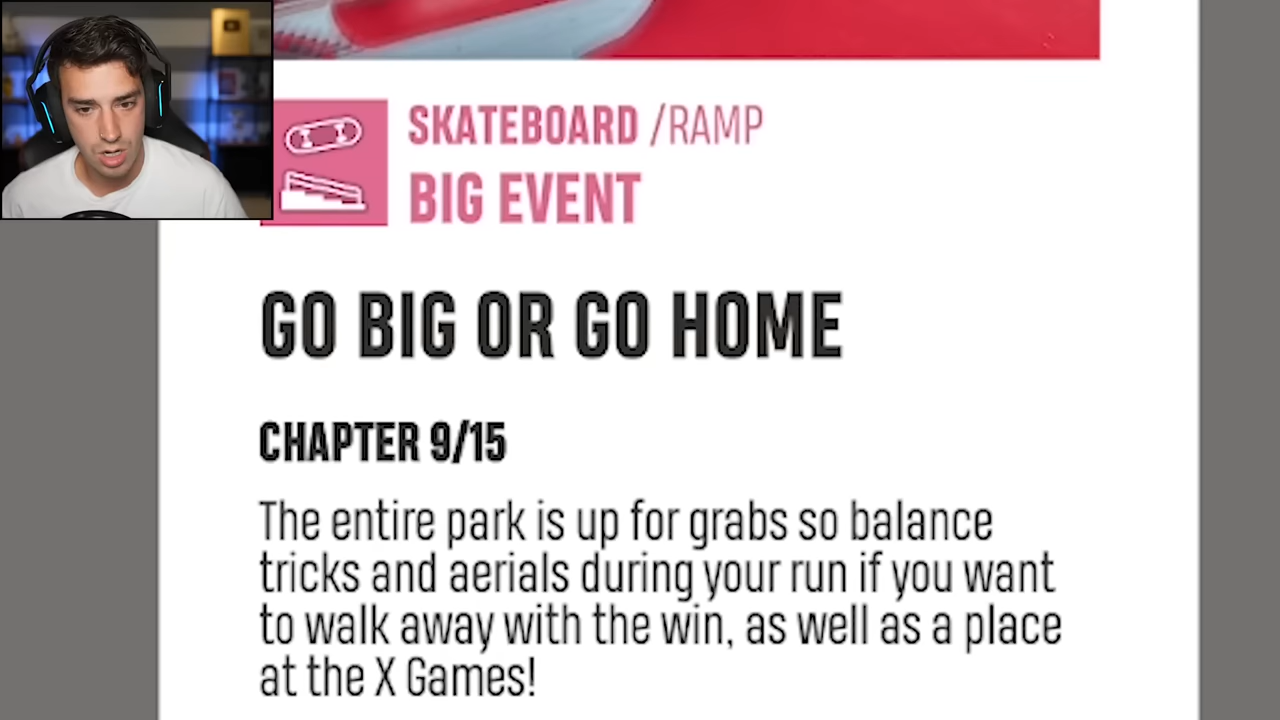 SKATEBOARD /RAMP
BIG EVENT
GO BIG OR GO HOME
CHAPTER 9/15
The entire park is up for grabs so balance
tricks and aerials during your run if you want
to walk away with the win, as well as a place
at the X Games!